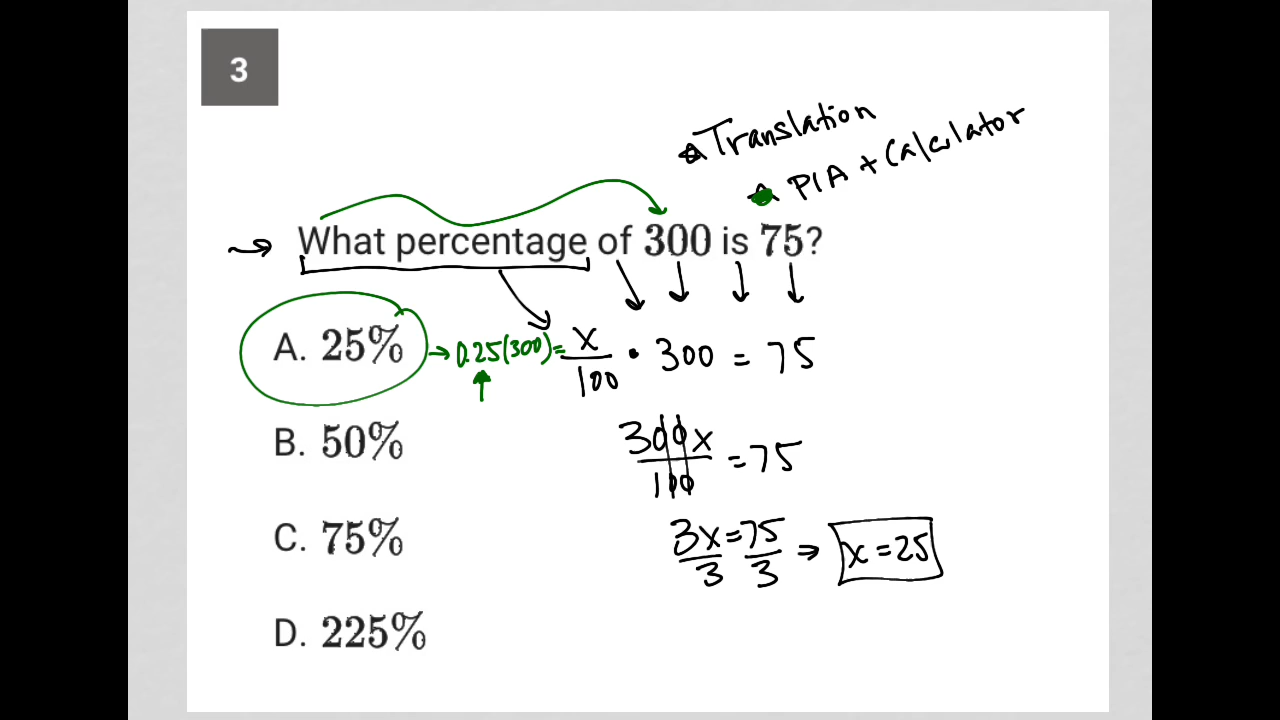 3
Translation
PIA + Calculator
What percentage of 300 is 75?
A. 25% → 0.25(300)=
x/100 • 300 = 75
B. 50%
300x/100 = 75
C. 75%
3x/3 = 75/3 ⇒ x = 25
D. 225%